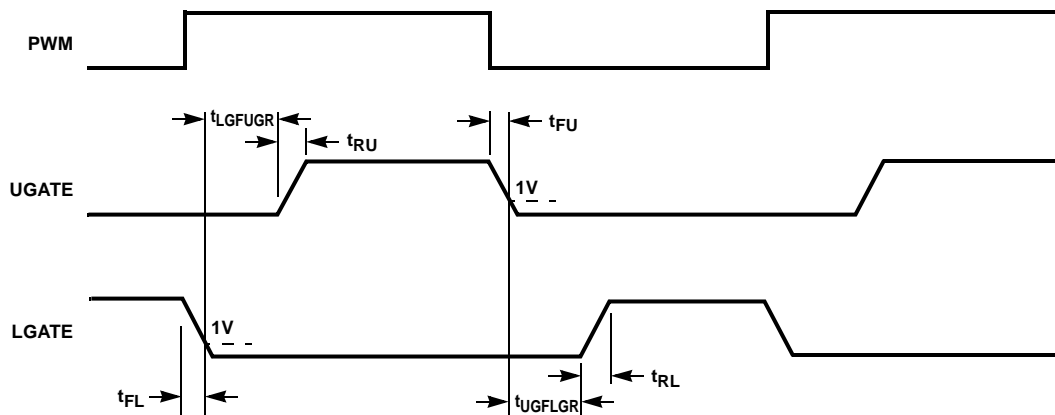 PWM
tLGFUGR
tRU
tFU
UGATE
1V
LGATE
1V
tFL
tUGFLGR
tRL